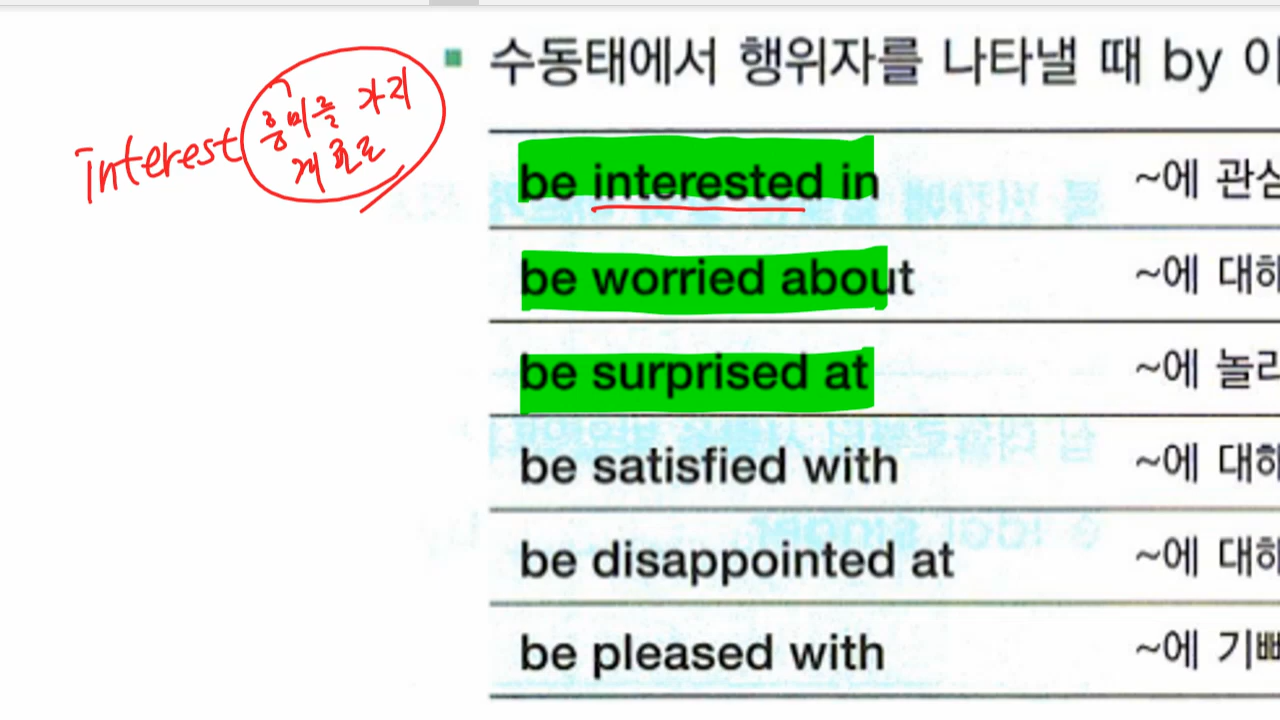 수동태에서 행위자를 나타낼 때 by 이
interest 흥미를 가지
게 하다
be interested in ~에 관심
be worried about ~에 대해
be surprised at ~에 놀라
be satisfied with ~에 대해
be disappointed at ~에 대해
be pleased with ~에 기뻐